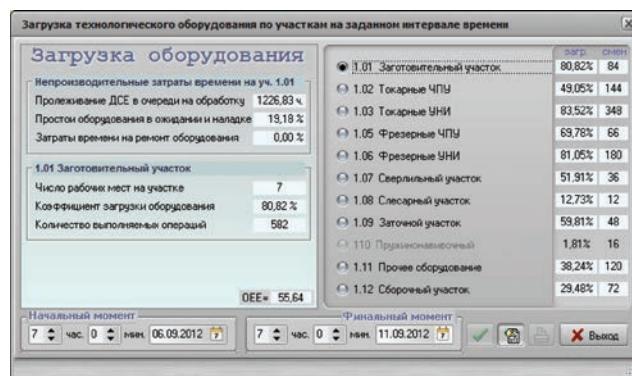 Загрузка технологического оборудования по участкам на заданном интервале времени
Загрузка оборудования
Непроизводительные затраты времени на уч. 1.01
Пролеживание ДСЕ в очереди на обработку 1226,83 ч.
Простои оборудования в ожидании и наладке 19,18 %
Затраты времени на ремонт оборудования 0,00 %
1.01 Заготовительный участок
Число рабочих мест на участке 7
Коэффициент загрузки оборудования 80,82 %
Количество выполняемых операций 582
OEE= 55,64
загр. смен
1.01 Заготовительный участок 80,82% 84
1.02 Токарные ЧПУ 49,05% 144
1.03 Токарные УНИ 83,52% 348
1.05 Фрезерные ЧПУ 69,78% 66
1.06 Фрезерные УНИ 81,05% 180
1.07 Сверлильный участок 51,91% 36
1.08 Слесарный участок 12,73% 12
1.09 Заточной участок 59,81% 48
110 Пружинонавивочный 1,81% 16
1.11 Прочее оборудование 38,24% 120
1.12 Сборочный участок 29,48% 72
Начальный момент
7 час. 0 мин. 06.09.2012
Финальный момент
7 час. 0 мин. 11.09.2012
Выход